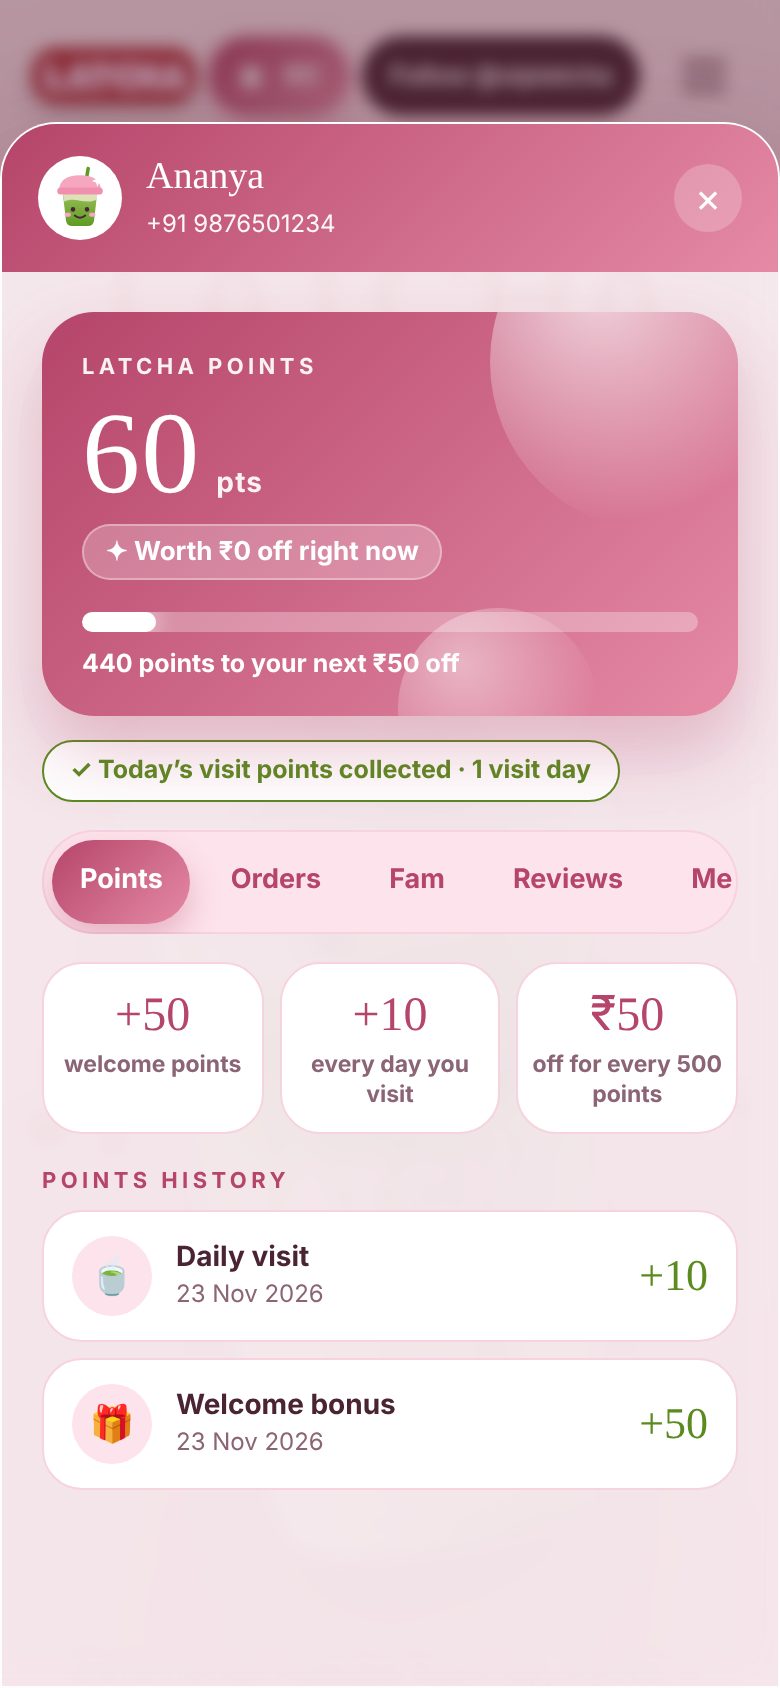 Ananya
+91 9876501234
LATCHA POINTS
60 pts
✦ Worth ₹0 off right now
440 points to your next ₹50 off
✓ Today’s visit points collected · 1 visit day
Points Orders Fam Reviews Me
+50
welcome points
+10
every day you
visit
₹50
off for every 500
points
POINTS HISTORY
Daily visit
23 Nov 2026
+10
Welcome bonus
23 Nov 2026
+50